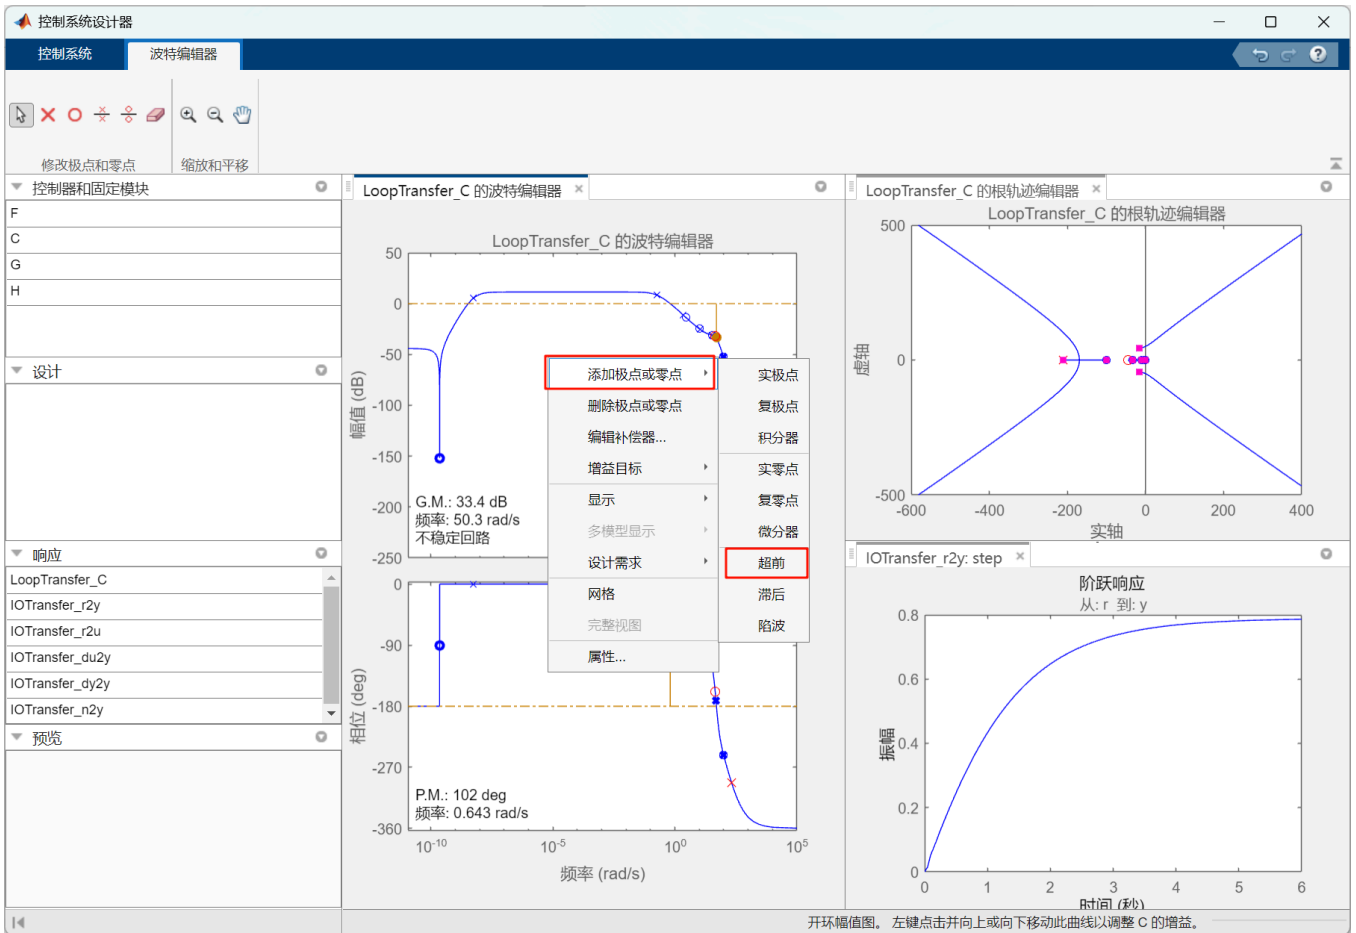 控制系统设计器
控制系统
波特编辑器
修改极点和零点
缩放和平移
控制器和固定模块
F
C
G
H
设计
响应
LoopTransfer_C
IOTransfer_r2y
IOTransfer_r2u
IOTransfer_du2y
IOTransfer_dy2y
IOTransfer_n2y
预览
LoopTransfer_C 的波特编辑器
LoopTransfer_C 的波特编辑器
50
0
-50
-100
-150
-200
-250
幅值 (dB)
G.M.: 33.4 dB
频率: 50.3 rad/s
不稳定回路
0
-90
-180
-270
-360
相位 (deg)
P.M.: 102 deg
频率: 0.643 rad/s
10⁻¹⁰
10⁻⁵
10⁰
10⁵
频率 (rad/s)
添加极点或零点
删除极点或零点
编辑补偿器...
增益目标
显示
多模型显示
设计需求
网格
完整视图
属性...
实极点
复极点
积分器
实零点
复零点
微分器
超前
滞后
陷波
LoopTransfer_C 的根轨迹编辑器
LoopTransfer_C 的根轨迹编辑器
500
0
-500
虚轴
-600
-400
-200
0
200
400
实轴
IOTransfer_r2y: step
阶跃响应
从: r 到: y
0.8
0.6
0.4
0.2
0
振幅
0
1
2
3
4
5
6
时间 (秒)
开环幅值图。 左键点击并向上或向下移动此曲线以调整 C 的增益。